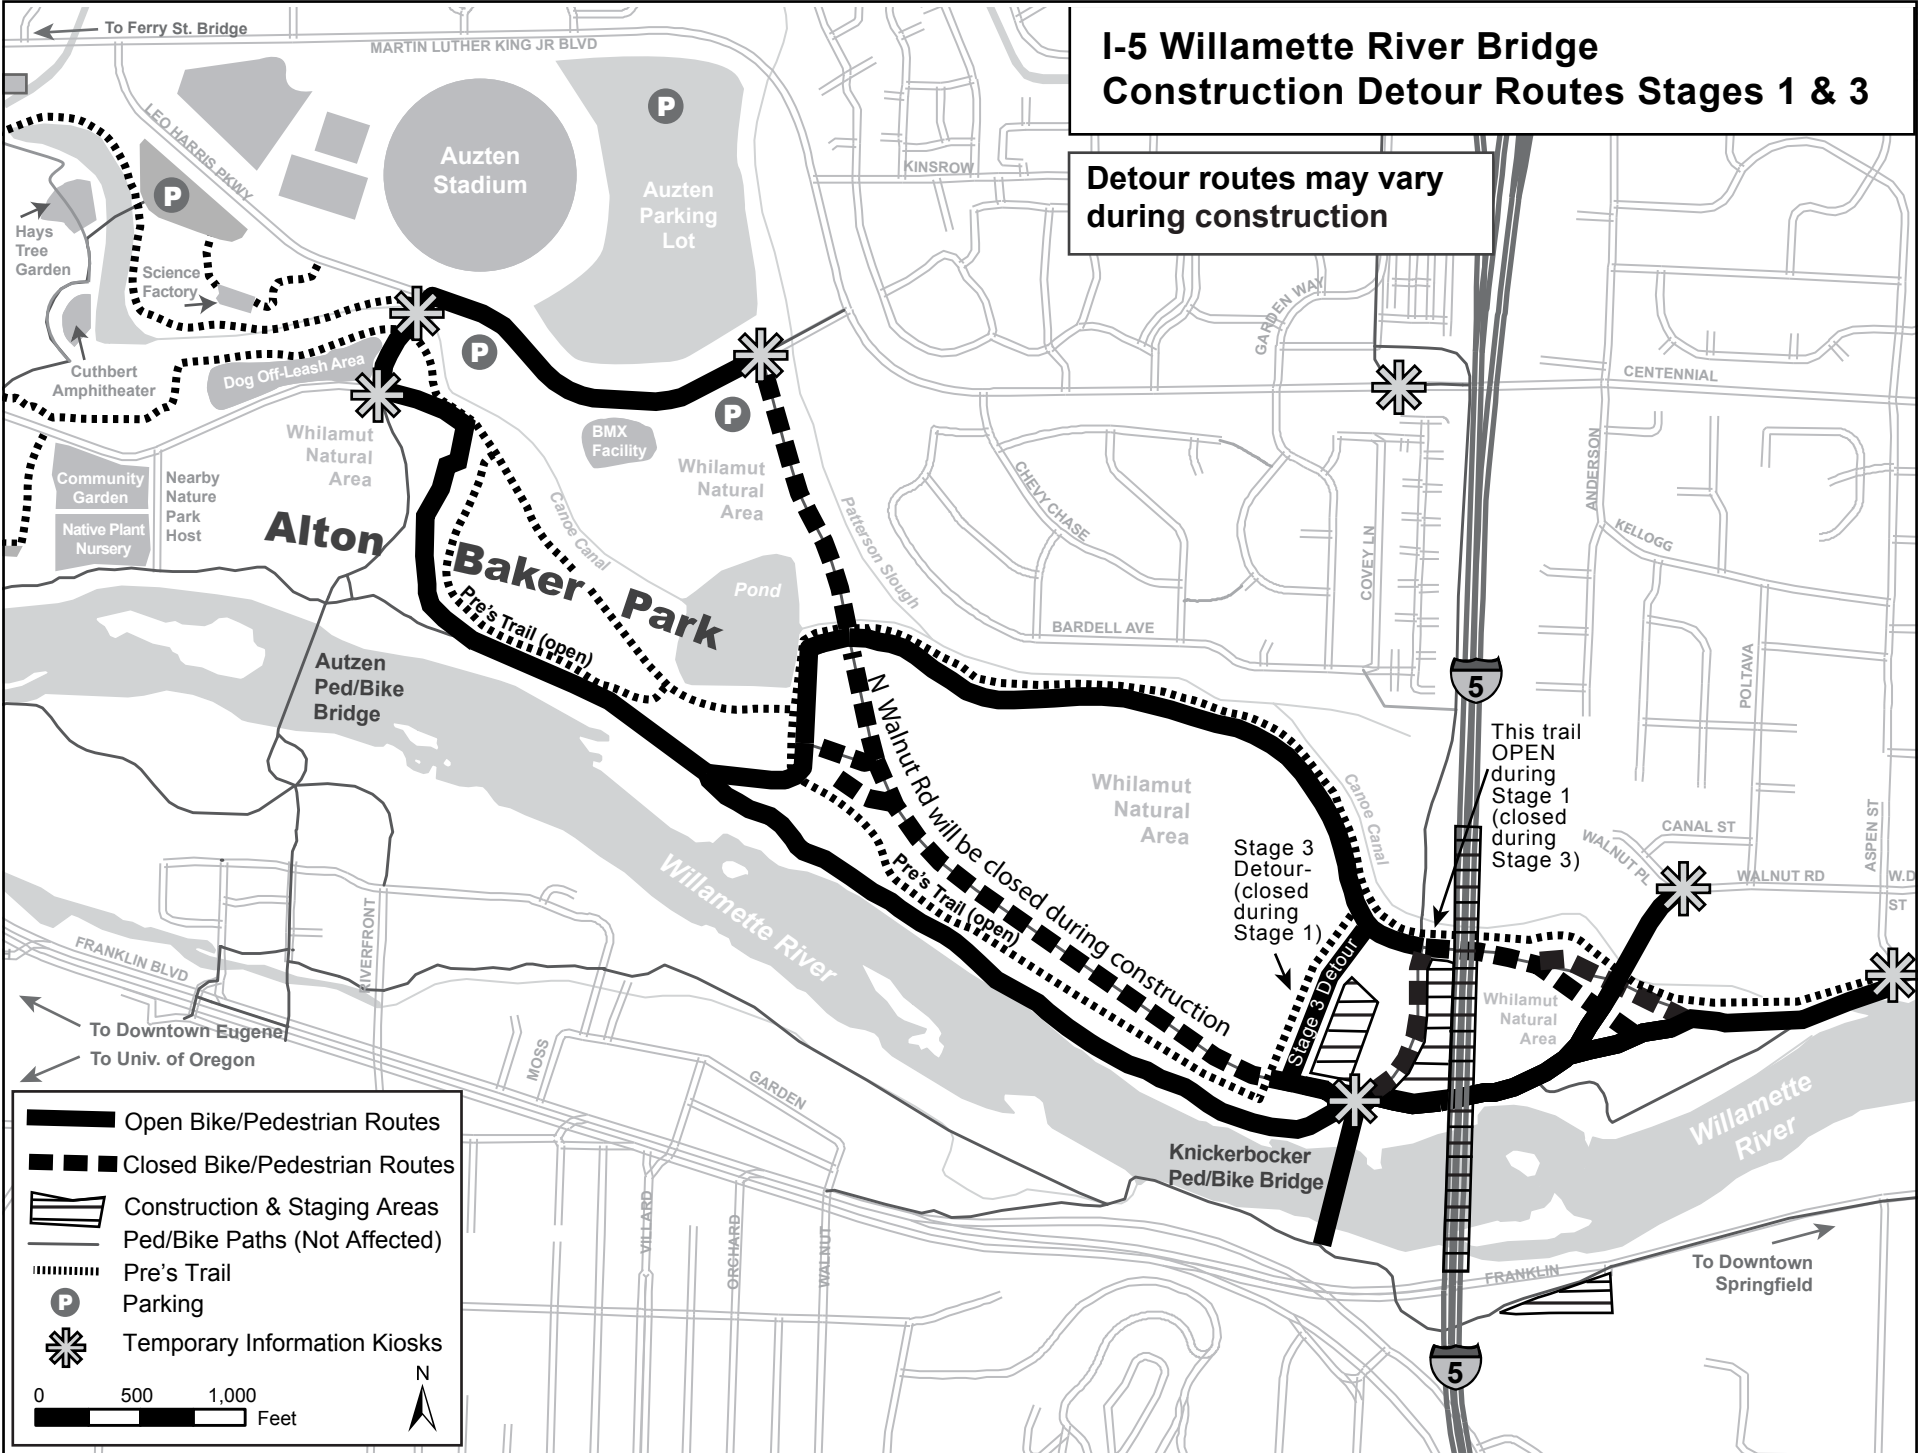 I-5 Willamette River Bridge
Construction Detour Routes Stages 1 & 3
Detour routes may vary
during construction
To Ferry St. Bridge
MARTIN LUTHER KING JR BLVD
LEO HARRIS PKWY
P
P
Auzten
Stadium
Auzten
Parking
Lot
KINSROW
Hays
Tree
Garden
Science
Factory
Cuthbert
Amphitheater
Dog Off-Leash Area
P
P
GARDEN WAY
CENTENNIAL
Whilamut
Natural
Area
BMX
Facility
Whilamut
Natural
Area
Community
Garden
Native Plant
Nursery
Nearby
Nature
Park
Host
Alton
Baker
Park
Canoe Canal
Pond
Patterson Slough
CHEVY CHASE
COVEY LN
ANDERSON
KELLOGG
BARDELL AVE
POLTAVA
Pre's Trail (open)
Autzen
Ped/Bike
Bridge
5
N Walnut Rd will be closed during construction
Whilamut
Natural
Area
Canoe Canal
This trail
OPEN
during
Stage 1
(closed
during
Stage 3)
Stage 3
Detour-
(closed
during
Stage 1)
Stage 3 Detour
WALNUT PL
CANAL ST
WALNUT RD
ASPEN ST
W.D
ST
Pre's Trail (open)
Willamette River
Whilamut
Natural
Area
Willamette
River
FRANKLIN BLVD
RIVERFRONT
To Downtown Eugene
To Univ. of Oregon
MOSS
GARDEN
VILLARD
ORCHARD
WALNUT
Knickerbocker
Ped/Bike Bridge
FRANKLIN
To Downtown
Springfield
5
Open Bike/Pedestrian Routes
Closed Bike/Pedestrian Routes
Construction & Staging Areas
Ped/Bike Paths (Not Affected)
Pre's Trail
P Parking
Temporary Information Kiosks
N
0 500 1,000
Feet